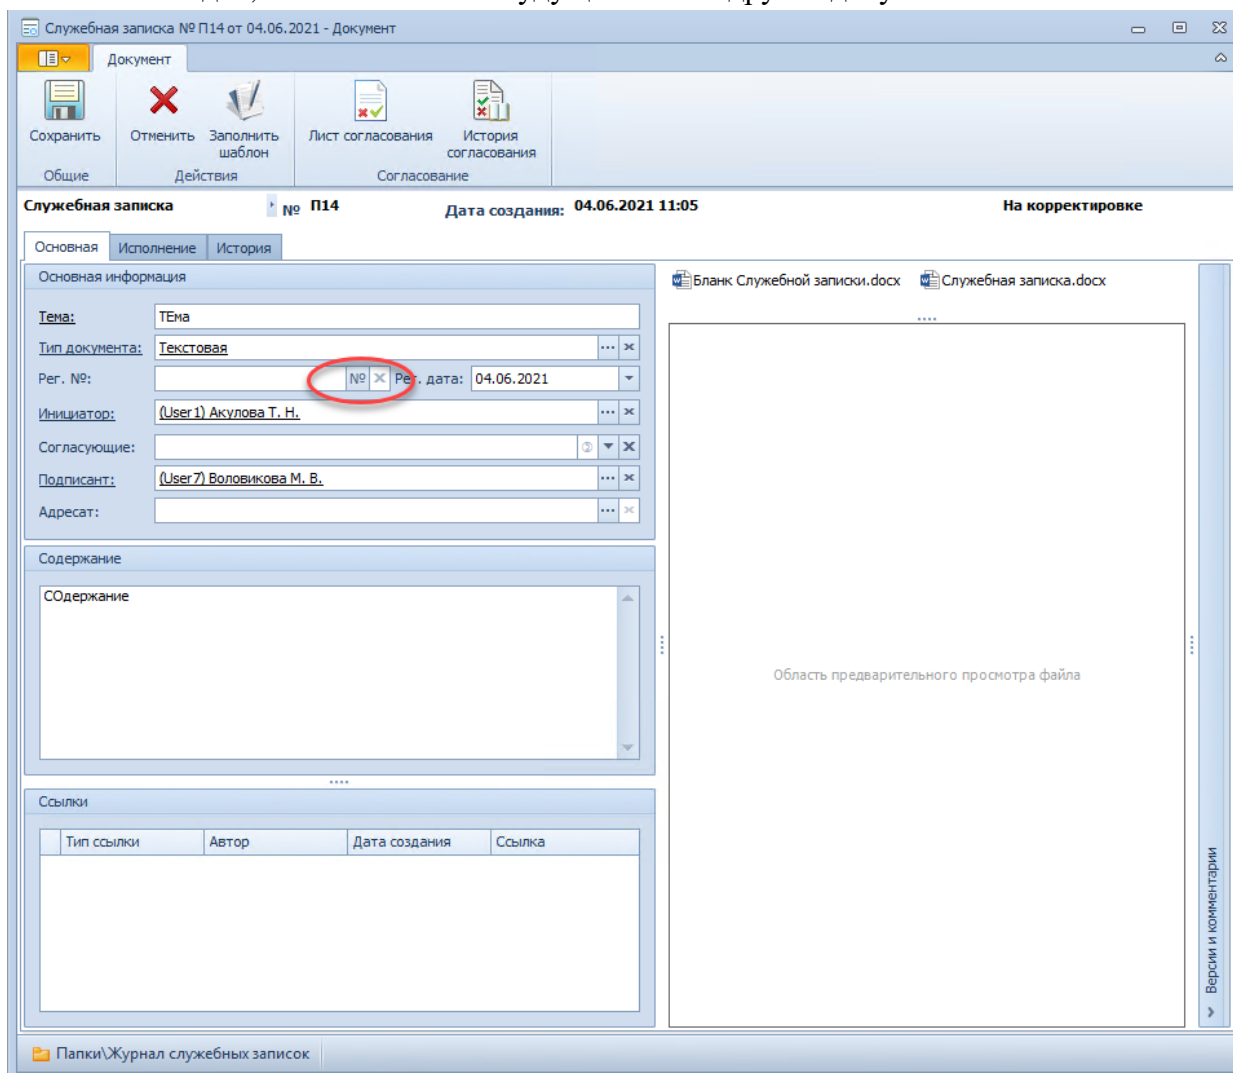 Служебная записка № П14 от 04.06.2021 - Документ
Документ
Сохранить
Отменить
Заполнить шаблон
Лист согласования
История согласования
Общие
Действия
Согласование
Служебная записка № П14 Дата создания: 04.06.2021 11:05 На корректировке
Основная Исполнение История
Основная информация
Бланк Служебной записки.docx Служебная записка.docx
Тема: ТЕма
Тип документа: Текстовая
Рег. №: № Рег. дата: 04.06.2021
Инициатор: (User1) Акулова Т. Н.
Согласующие:
Подписант: (User7) Воловикова М. В.
Адресат:
Содержание
СОдержание
Область предварительного просмотра файла
Ссылки
Тип ссылки Автор Дата создания Ссылка
Версии и комментарии
Папки\Журнал служебных записок